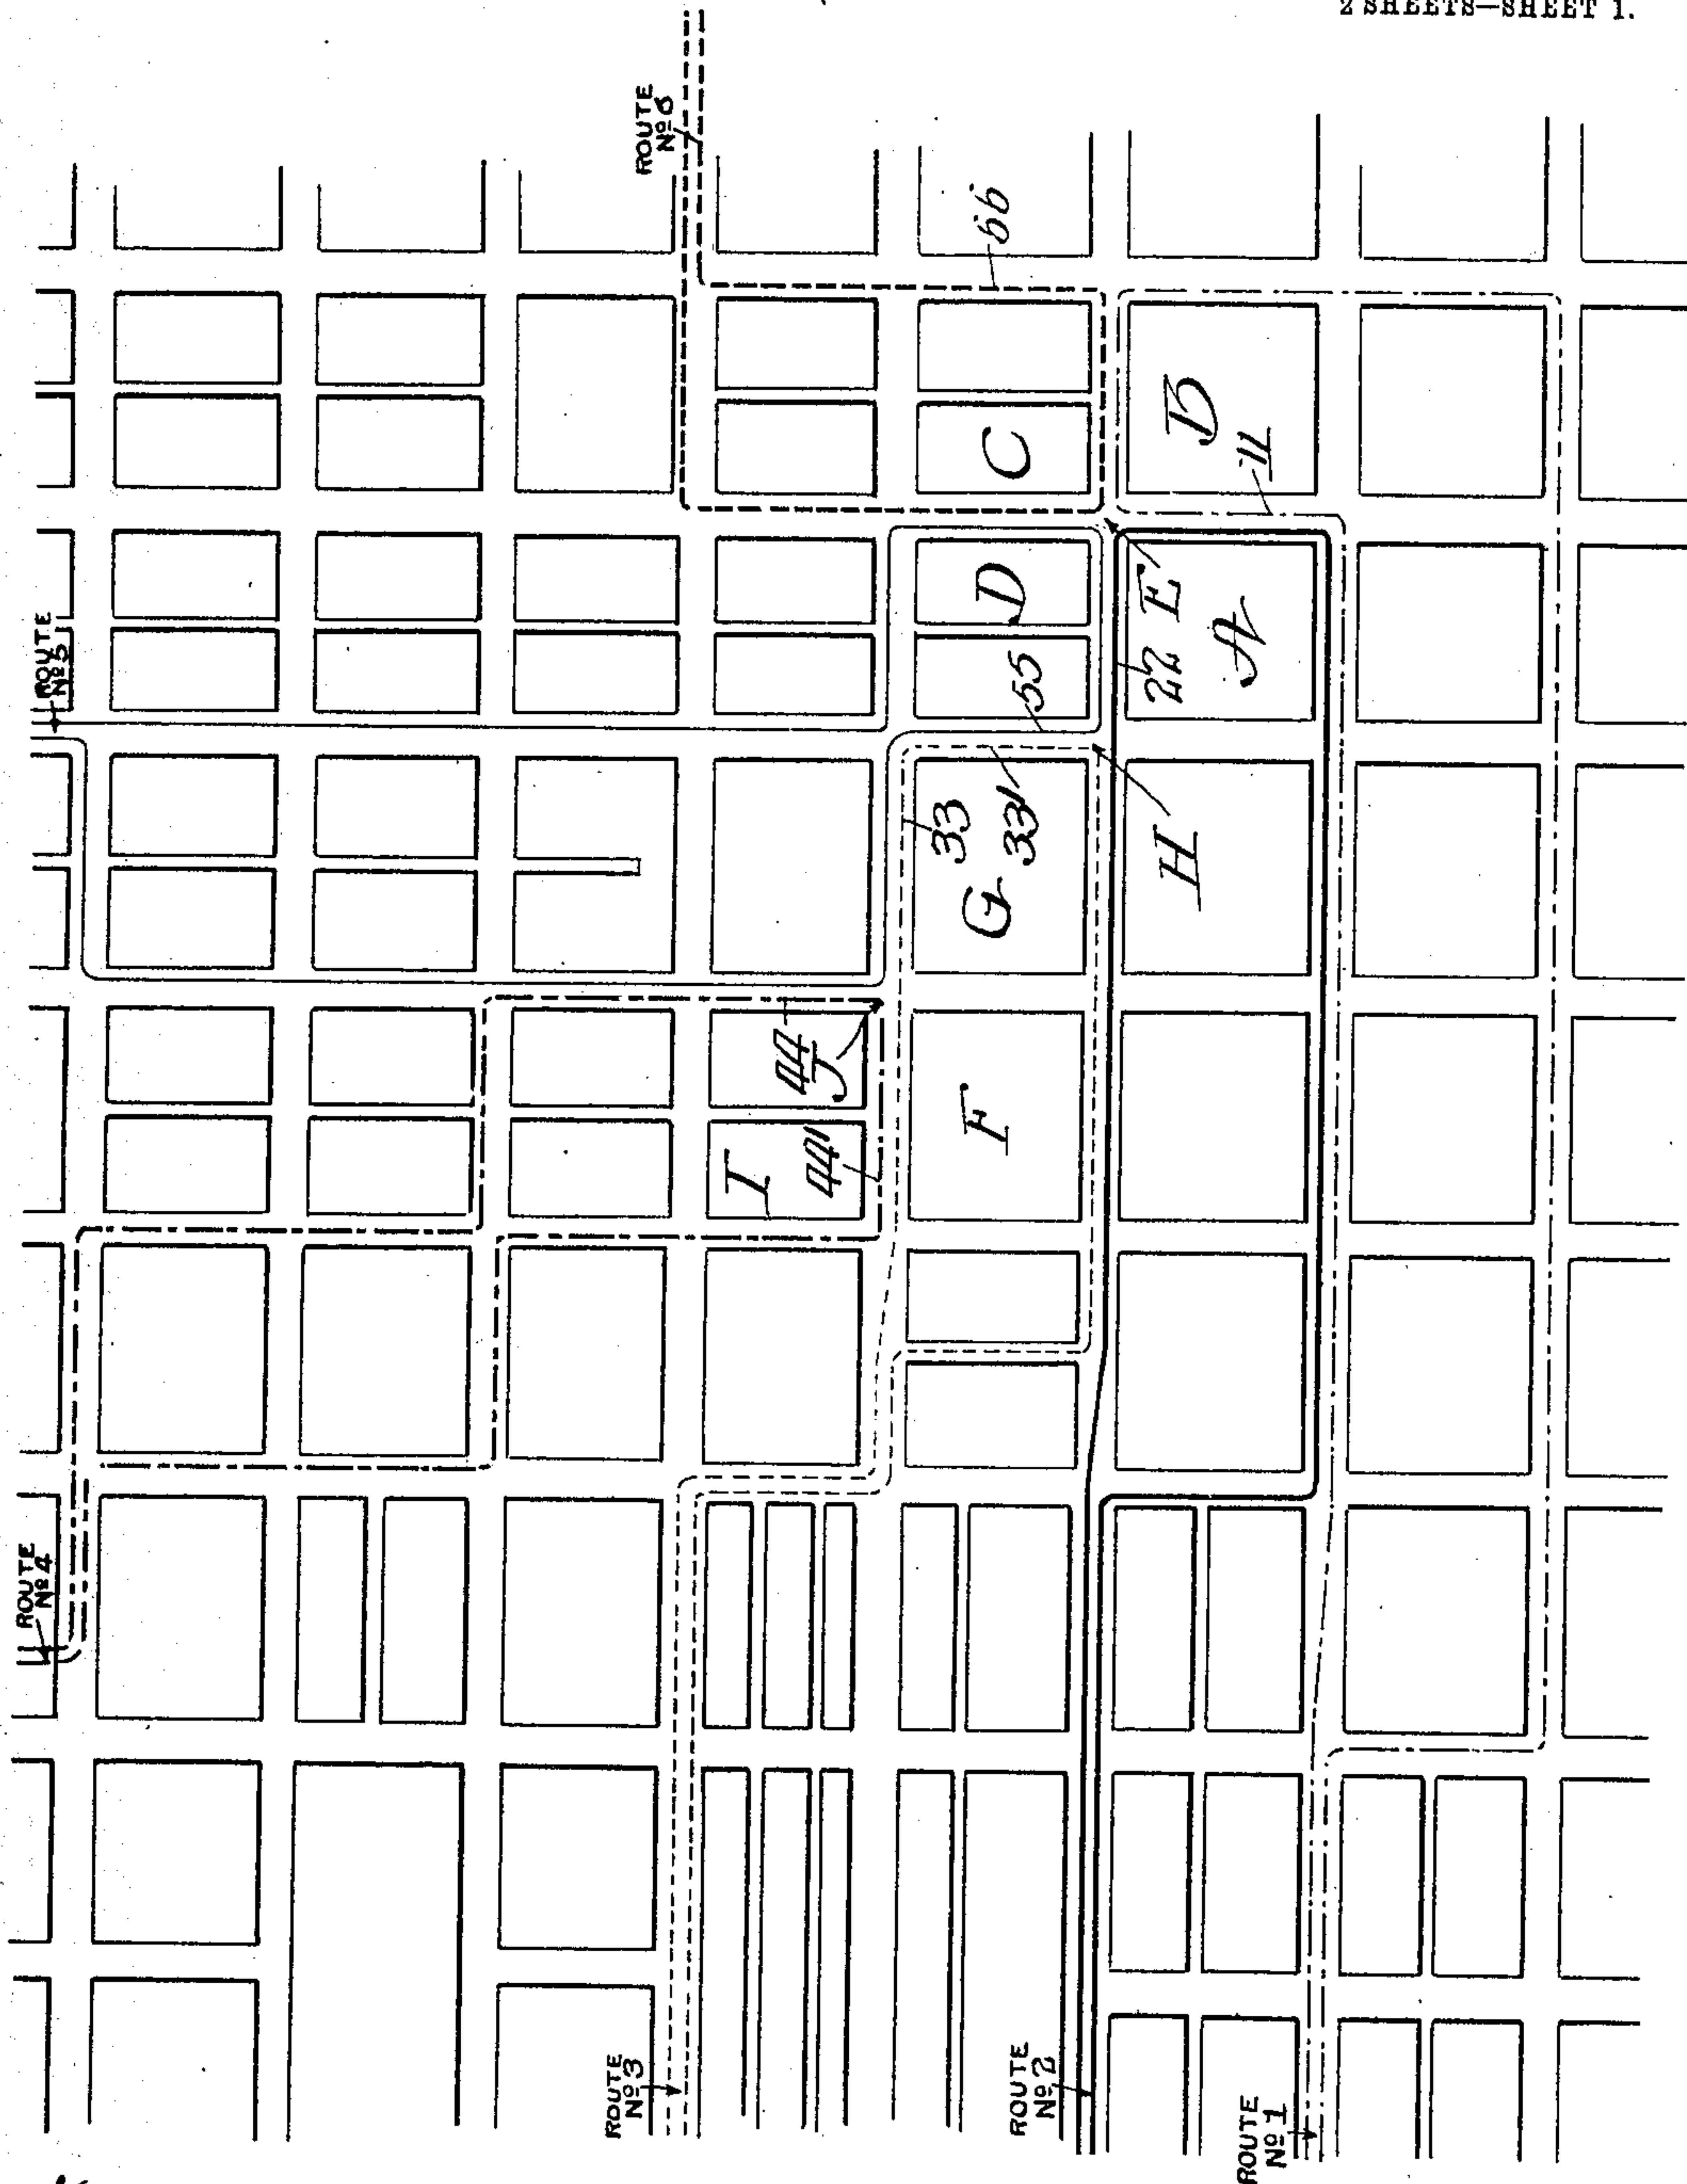 2 SHEETS—SHEET 1.
ROUTE
Nº 6
66
ROUTE
Nº 5
C
B
11
D
E
22
A
55
33
G
331
H
44
J
F
I
441
ROUTE
Nº 4
ROUTE
Nº 3
ROUTE
Nº 2
ROUTE
Nº 1